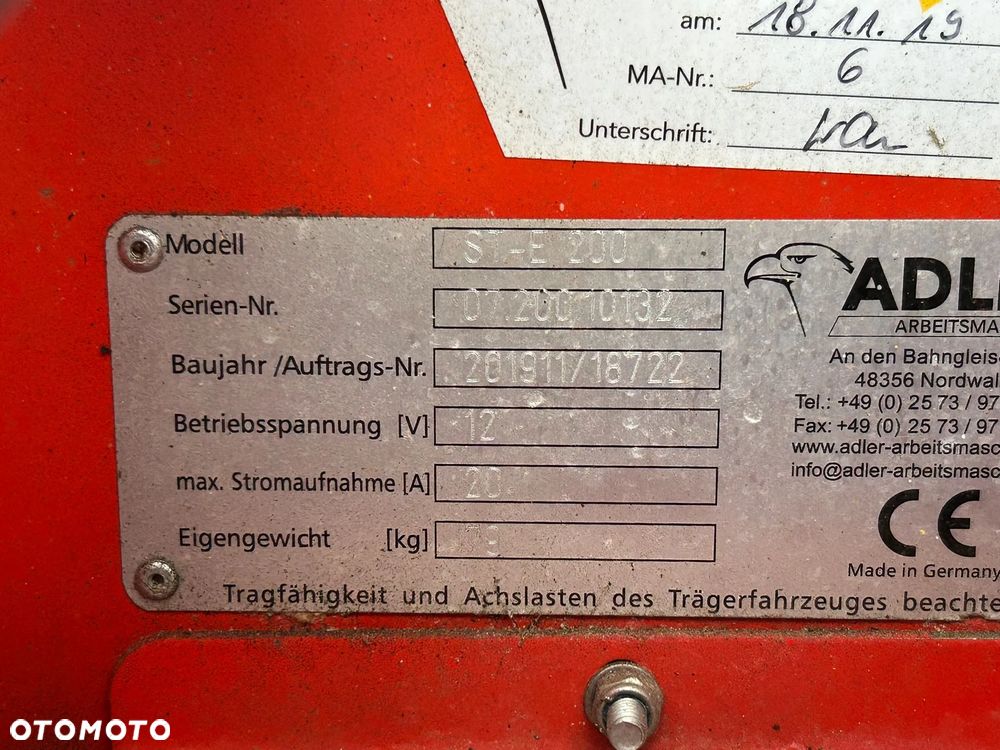 am: 18.11.19
MA-Nr.: 6
Unterschrift:
Modell ST-E 200
Serien-Nr. 07.200 10132
Baujahr /Auftrags-Nr. 201911/18722
Betriebsspannung [V] 12
max. Stromaufnahme [A] 20
Eigengewicht [kg]
Tragfähigkeit und Achslasten des Trägerfahrzeuges beachte
ADL
ARBEITSMA
An den Bahngleis
48356 Nordwal
Tel.: +49 (0) 25 73 / 97
Fax: +49 (0) 25 73 / 97
www.adler-arbeitsmasc
info@adler-arbeitsmasch
CE
Made in Germany
OTOMOTO